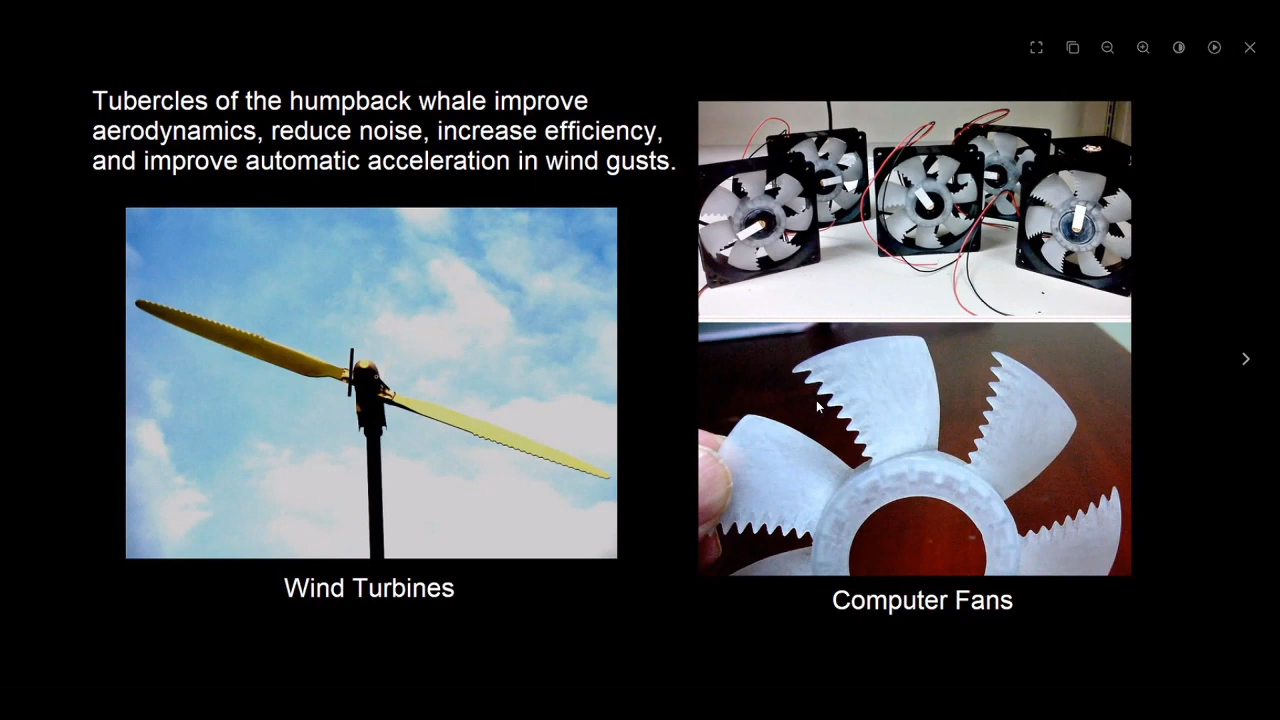 Tubercles of the humpback whale improve
aerodynamics, reduce noise, increase efficiency,
and improve automatic acceleration in wind gusts.
Wind Turbines
Computer Fans